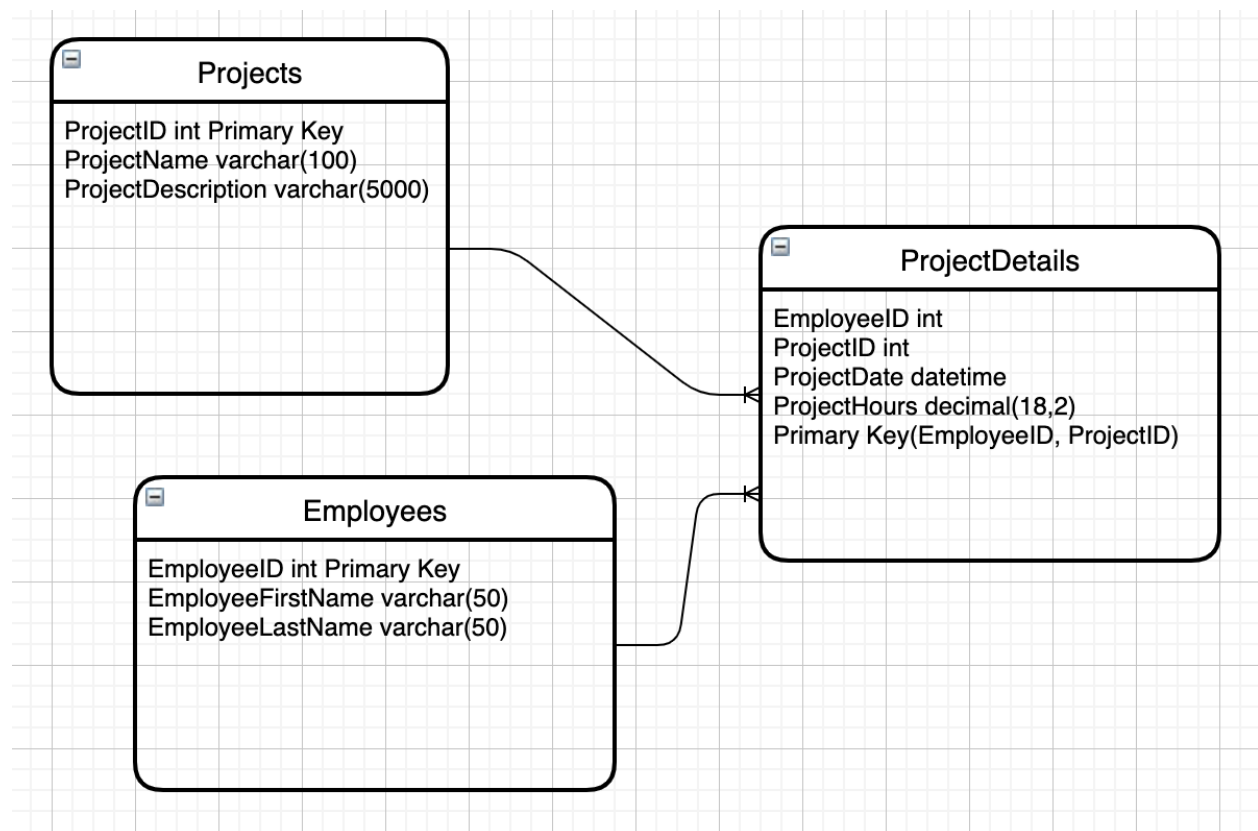 Projects
ProjectID int Primary Key
ProjectName varchar(100)
ProjectDescription varchar(5000)
ProjectDetails
EmployeeID int
ProjectID int
ProjectDate datetime
ProjectHours decimal(18,2)
Primary Key(EmployeeID, ProjectID)
Employees
EmployeeID int Primary Key
EmployeeFirstName varchar(50)
EmployeeLastName varchar(50)